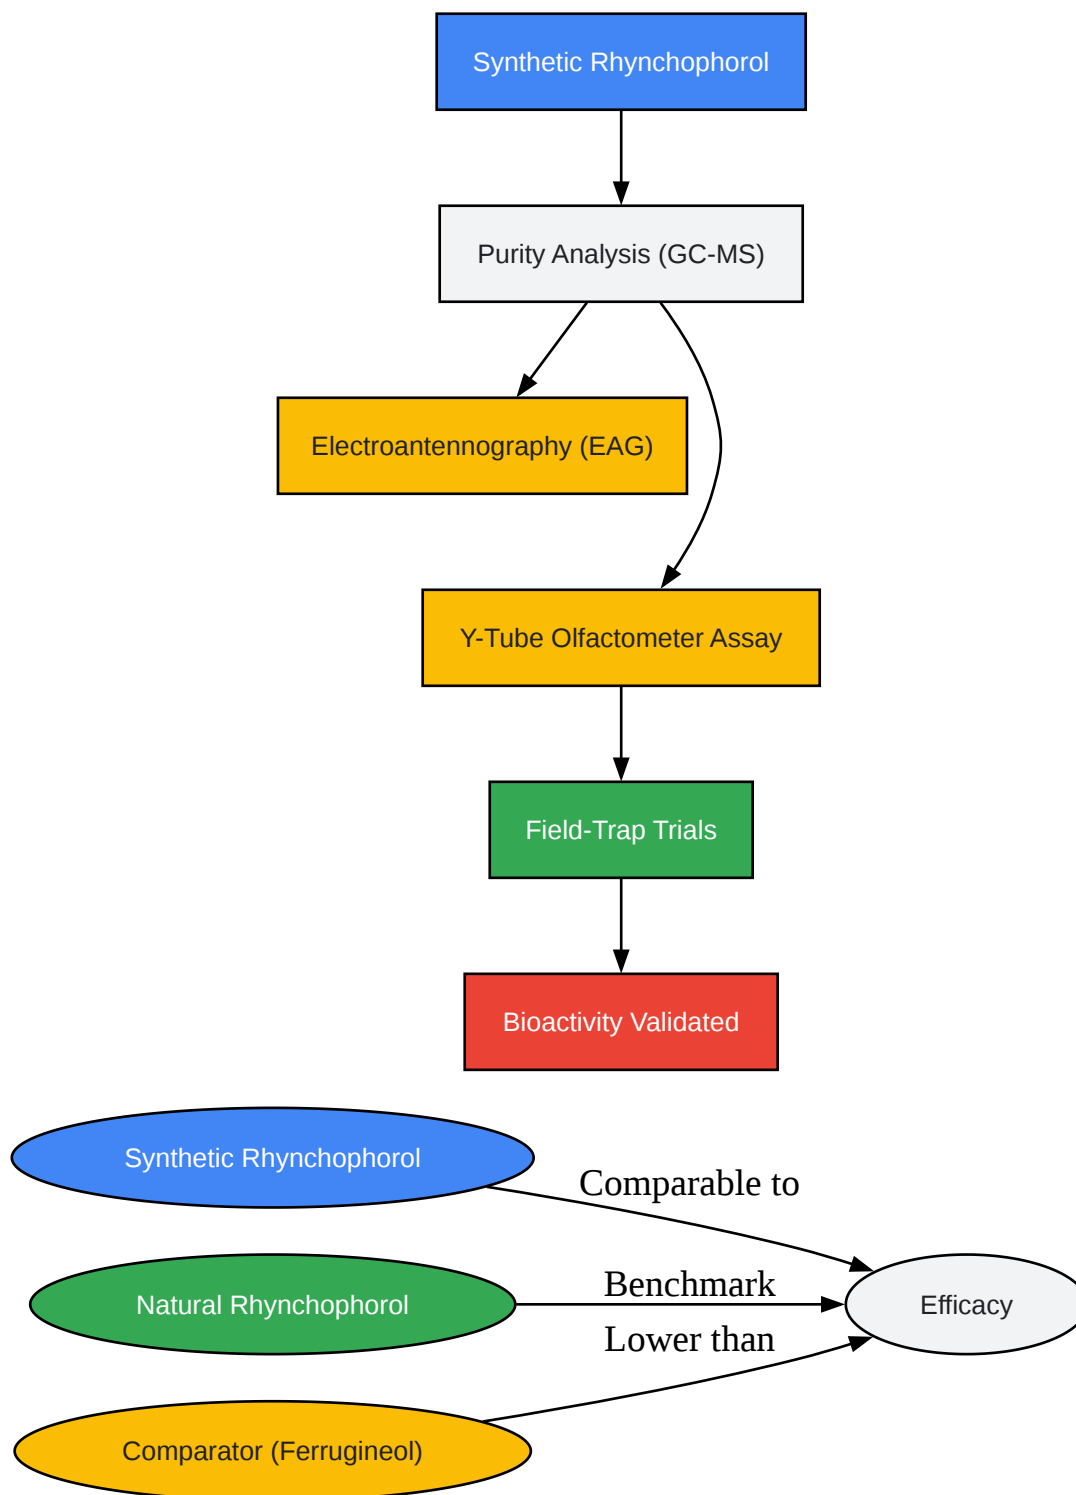 Synthetic Rhynchophorol
Purity Analysis (GC-MS)
Electroantennography (EAG)
Y-Tube Olfactometer Assay
Field-Trap Trials
Bioactivity Validated
Synthetic Rhynchophorol
Comparable to
Natural Rhynchophorol
Benchmark
Efficacy
Lower than
Comparator (Ferrugineol)